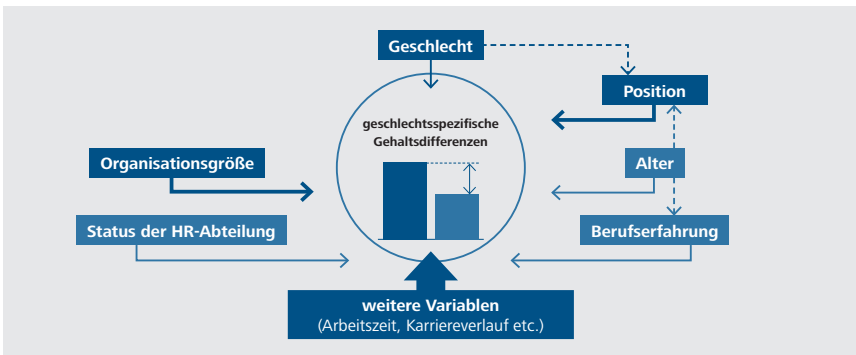 Geschlecht
Position
geschlechtsspezifische
Gehaltsdifferenzen
Organisationsgröße
Alter
Status der HR-Abteilung
Berufserfahrung
weitere Variablen
(Arbeitszeit, Karriereverlauf etc.)